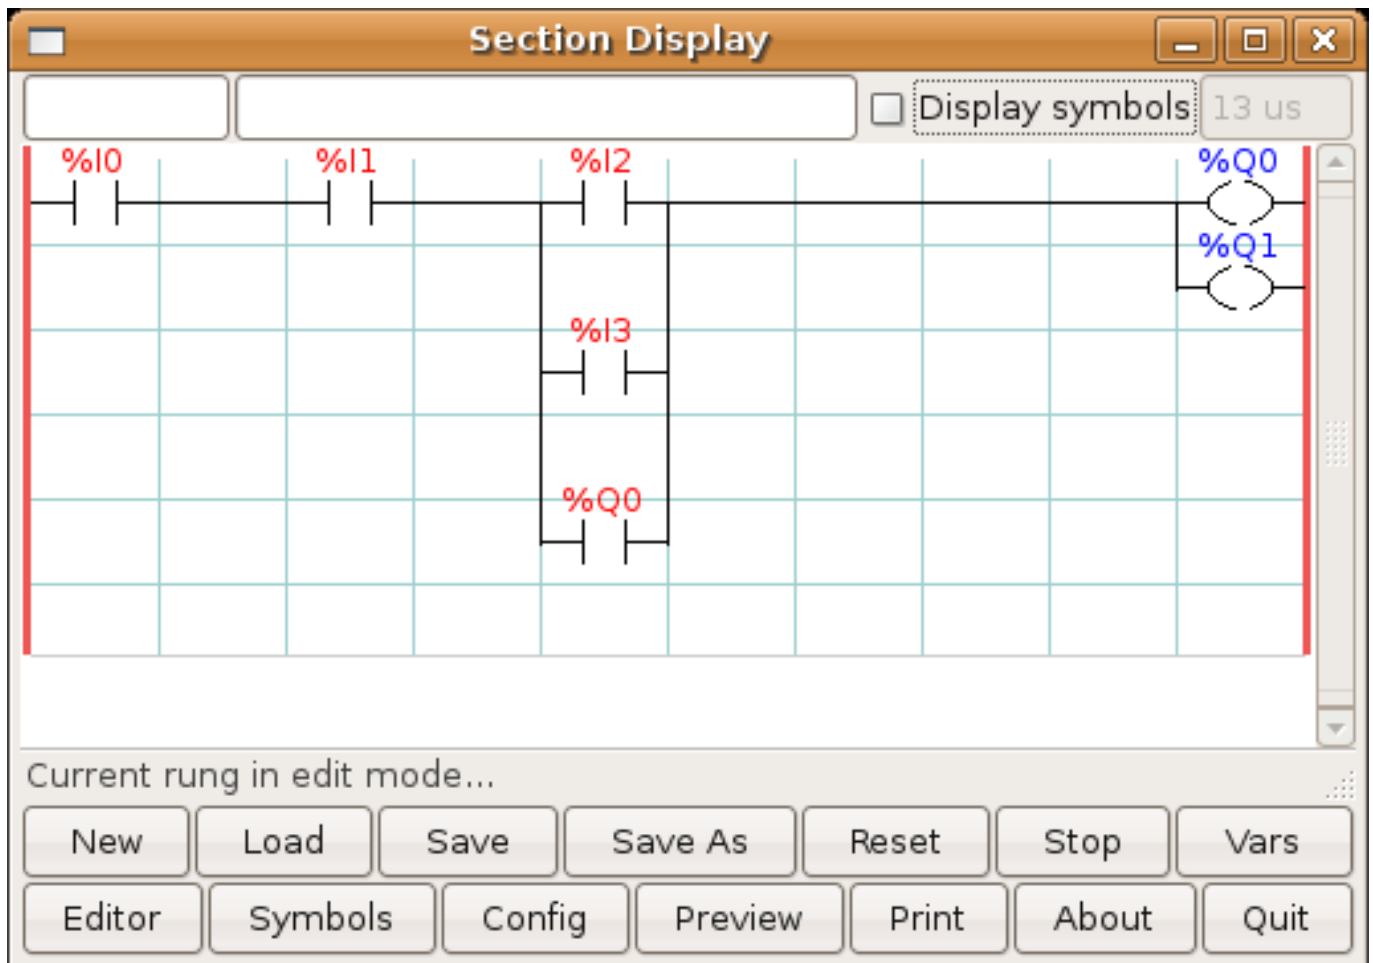 Section Display
Display symbols 13 us
%I0 %I1 %I2 %Q0
%Q1
%I3
%Q0
Current rung in edit mode...
New Load Save Save As Reset Stop Vars
Editor Symbols Config Preview Print About Quit